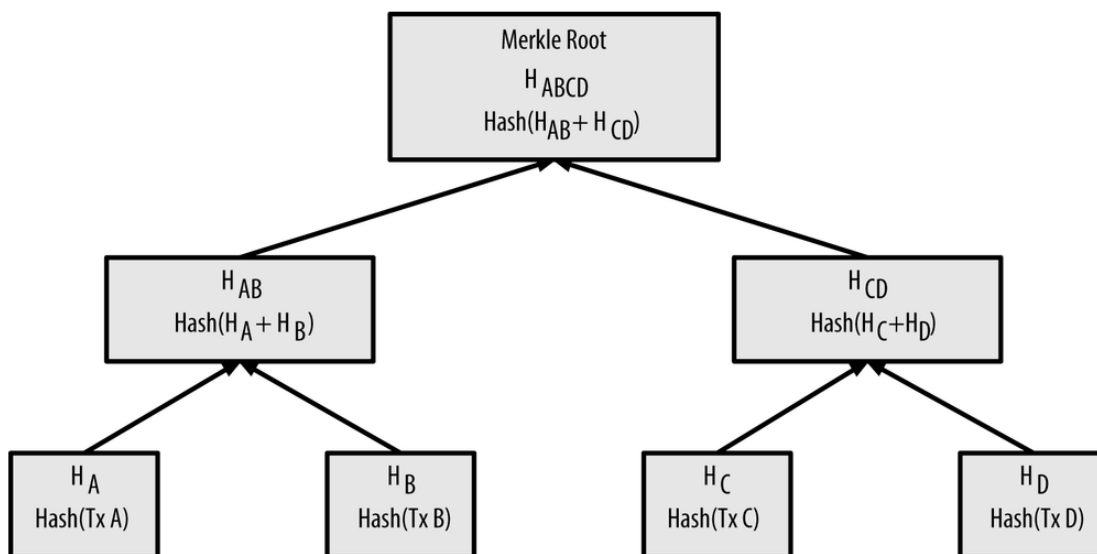 Merkle Root
H ABCD
Hash(H AB + H CD)
H AB
Hash(H A + H B)
H CD
Hash(H C+H D)
H A
Hash(Tx A)
H B
Hash(Tx B)
H C
Hash(Tx C)
H D
Hash(Tx D)